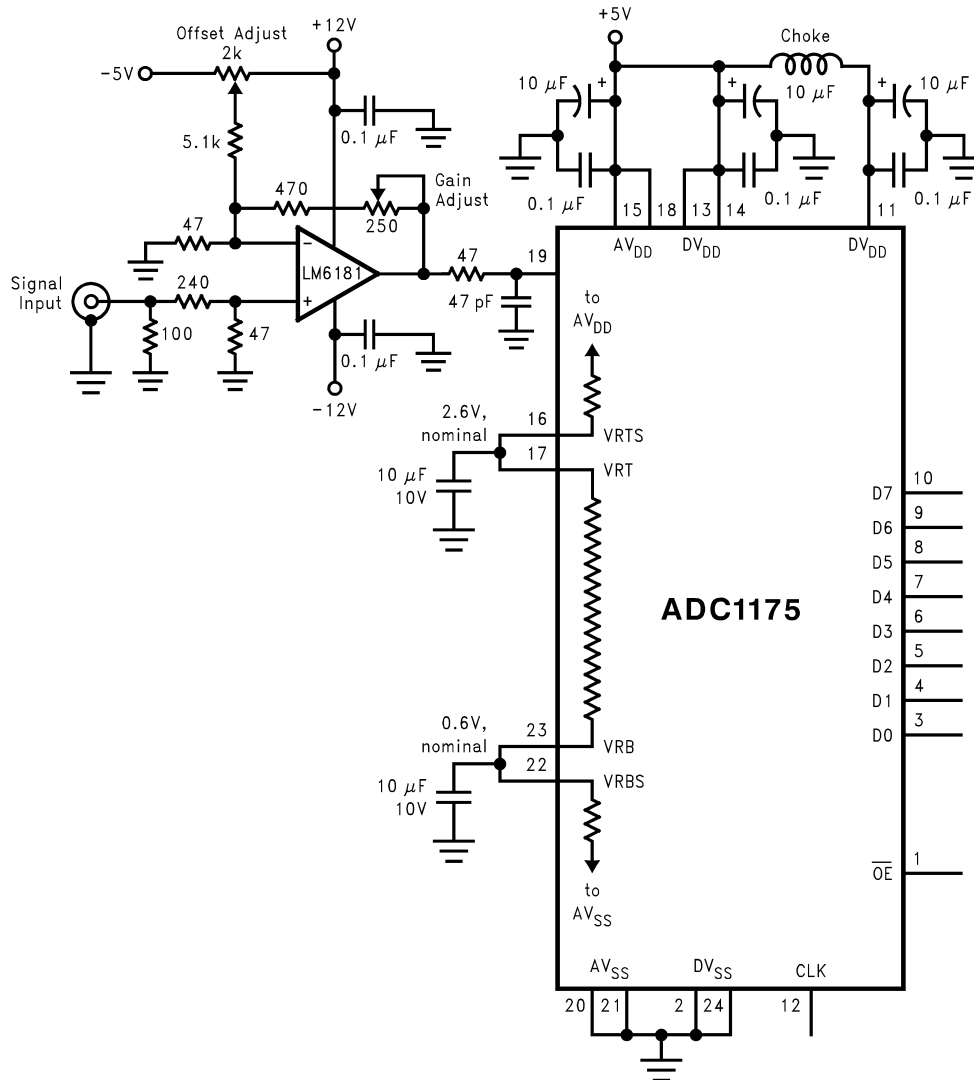 Offset Adjust
2k
+12V
-5V
5.1k
0.1 μF
470
Gain
Adjust
250
47
LM6181
-
+
Signal
Input
240
100
47
0.1 μF
-12V
47
47 pF
19
+5V
Choke
10 μF
+
10 μF
+
10 μF
+
0.1 μF
0.1 μF
0.1 μF
15
18
13
14
11
AVDD
DVDD
DVDD
to
AVDD
2.6V,
nominal
16
VRTS
17
VRT
10 μF
10V
ADC1175
D7
10
D6
9
D5
8
D4
7
D3
6
D2
5
D1
4
D0
3
0.6V,
nominal
23
VRB
22
VRBS
10 μF
10V
to
AVSS
OE
1
AVSS
DVSS
CLK
20
21
2
24
12